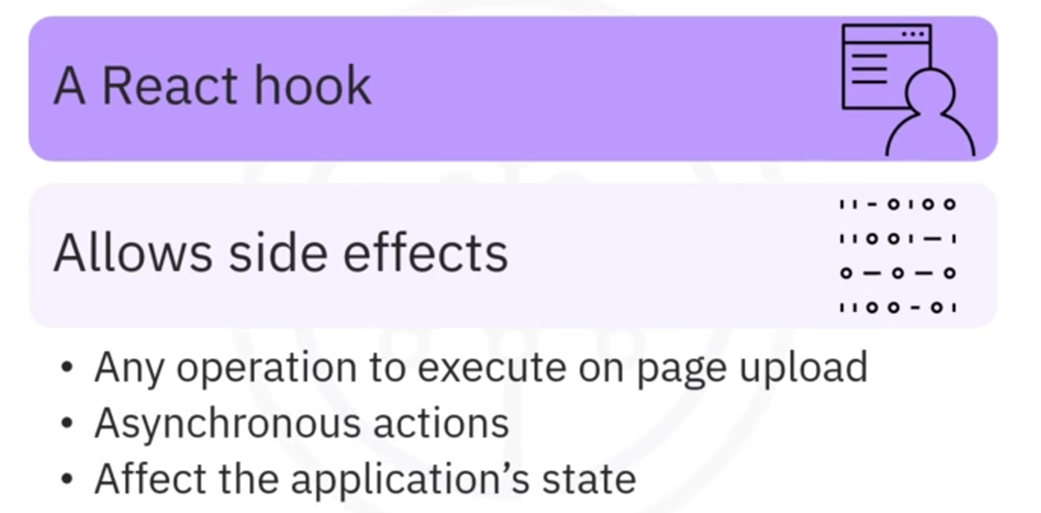 A React hook
Allows side effects
• Any operation to execute on page upload
• Asynchronous actions
• Affect the application’s state